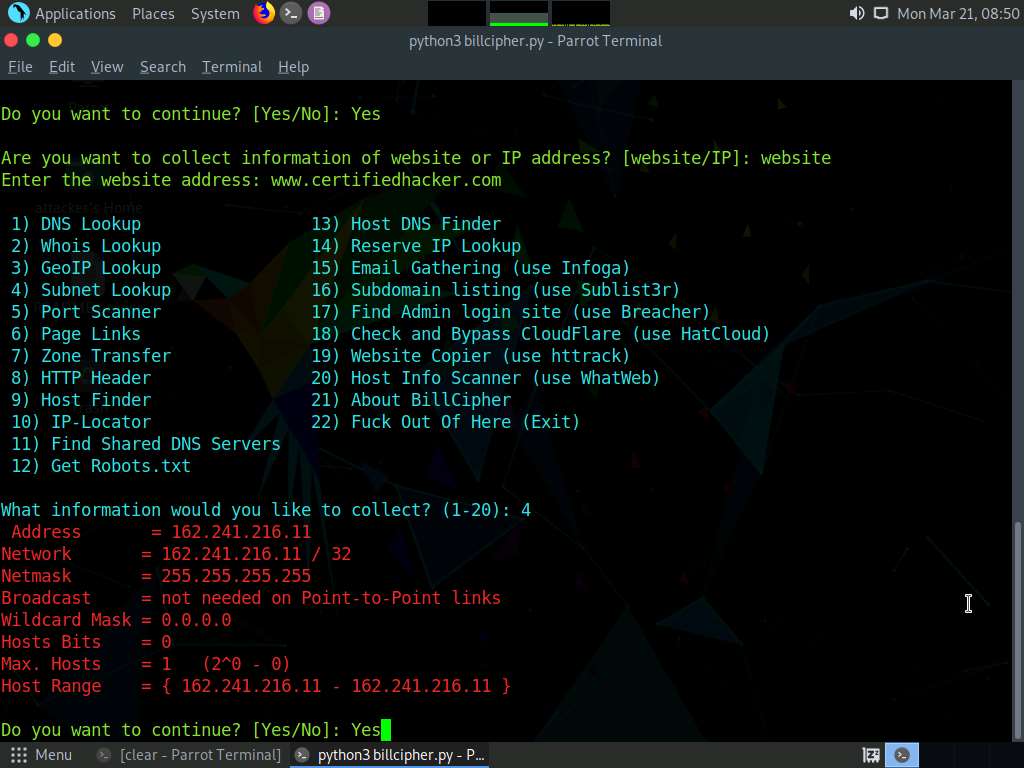 Applications Places System Mon Mar 21, 08:50
python3 billcipher.py - Parrot Terminal
File Edit View Search Terminal Help
Do you want to continue? [Yes/No]: Yes
Are you want to collect information of website or IP address? [website/IP]: website
Enter the website address: www.certifiedhacker.com
attacker's Home
1) DNS Lookup 13) Host DNS Finder
2) Whois Lookup 14) Reserve IP Lookup
3) GeoIP Lookup 15) Email Gathering (use Infoga)
4) Subnet Lookup 16) Subdomain listing (use Sublist3r)
5) Port Scanner 17) Find Admin login site (use Breacher)
6) Page Links 18) Check and Bypass CloudFlare (use HatCloud)
7) Zone Transfer 19) Website Copier (use httrack)
8) HTTP Header 20) Host Info Scanner (use WhatWeb)
9) Host Finder 21) About BillCipher
10) IP-Locator 22) Fuck Out Of Here (Exit)
11) Find Shared DNS Servers
12) Get Robots.txt
What information would you like to collect? (1-20): 4
Address = 162.241.216.11
Network = 162.241.216.11 / 32
Netmask = 255.255.255.255
Broadcast = not needed on Point-to-Point links
Wildcard Mask = 0.0.0.0
Hosts Bits = 0
Max. Hosts = 1 (2^0 - 0)
Host Range = { 162.241.216.11 - 162.241.216.11 }
Do you want to continue? [Yes/No]: Yes
Menu [clear - Parrot Terminal] python3 billcipher.py - P...